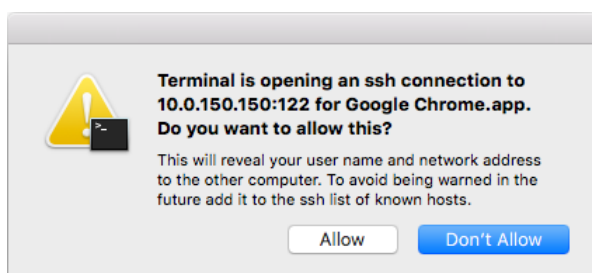 Terminal is opening an ssh connection to
10.0.150.150:122 for Google Chrome.app.
Do you want to allow this?
This will reveal your user name and network address
to the other computer. To avoid being warned in the
future add it to the ssh list of known hosts.
Allow
Don't Allow